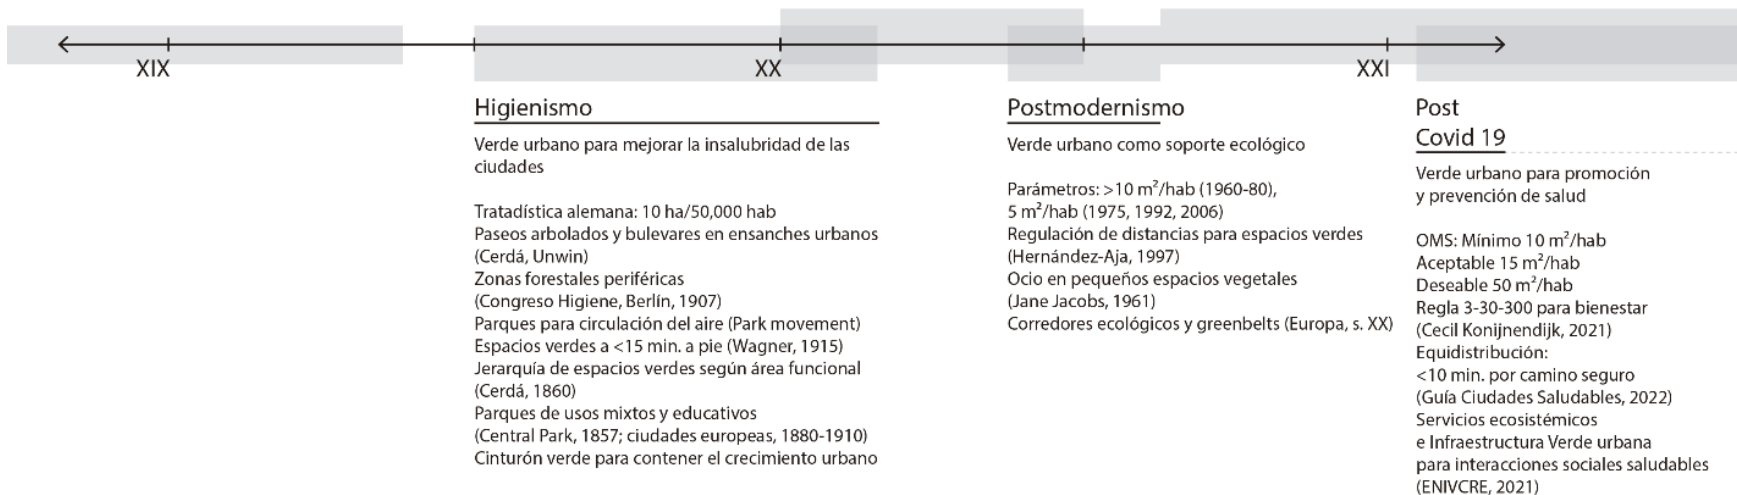 XIX
XX
XXI
Higienismo
Verde urbano para mejorar la insalubridad de las
ciudades
Tratadística alemana: 10 ha/50,000 hab
Paseos arbolados y bulevares en ensanches urbanos
(Cerdá, Unwin)
Zonas forestales periféricas
(Congreso Higiene, Berlín, 1907)
Parques para circulación del aire (Park movement)
Espacios verdes a <15 min. a pie (Wagner, 1915)
Jerarquía de espacios verdes según área funcional
(Cerdá, 1860)
Parques de usos mixtos y educativos
(Central Park, 1857; ciudades europeas, 1880-1910)
Cinturón verde para contener el crecimiento urbano
Postmodernismo
Verde urbano como soporte ecológico
Parámetros: >10 m²/hab (1960-80),
5 m²/hab (1975, 1992, 2006)
Regulación de distancias para espacios verdes
(Hernández-Aja, 1997)
Ocio en pequeños espacios vegetales
(Jane Jacobs, 1961)
Corredores ecológicos y greenbelts (Europa, s. XX)
Post
Covid 19
Verde urbano para promoción
y prevención de salud
OMS: Mínimo 10 m²/hab
Aceptable 15 m²/hab
Deseable 50 m²/hab
Regla 3-30-300 para bienestar
(Cecil Konijnendijk, 2021)
Equidistribución:
<10 min. por camino seguro
(Guía Ciudades Saludables, 2022)
Servicios ecosistémicos
e Infraestructura Verde urbana
para interacciones sociales saludables
(ENIVCRE, 2021)